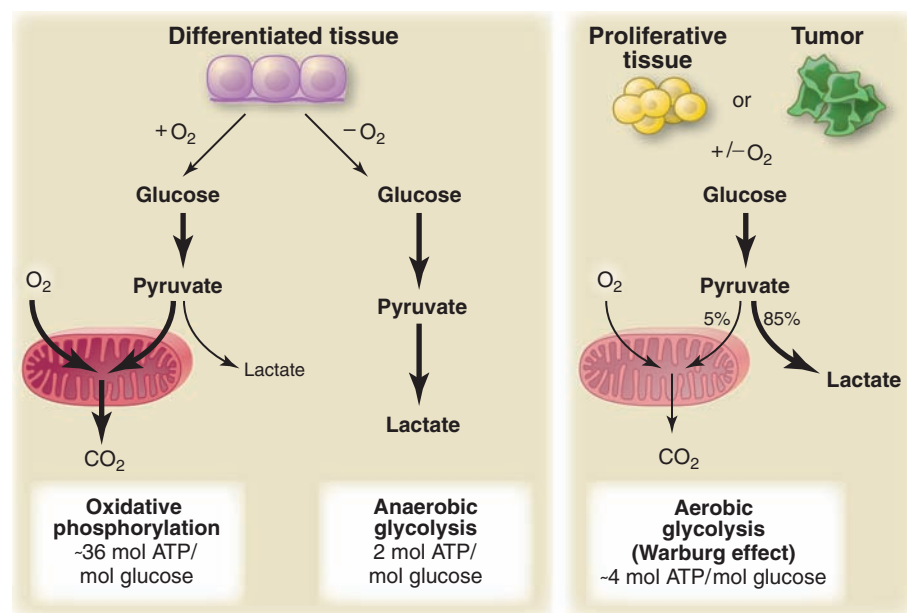 Differentiated tissue
+O₂
−O₂
Glucose
Pyruvate
O₂
Lactate
CO₂
Oxidative
phosphorylation
~36 mol ATP/
mol glucose
Glucose
Pyruvate
Lactate
Anaerobic
glycolysis
2 mol ATP/
mol glucose
Proliferative
tissue
or
Tumor
+/−O₂
Glucose
Pyruvate
O₂
5%
85%
Lactate
CO₂
Aerobic
glycolysis
(Warburg effect)
~4 mol ATP/mol glucose